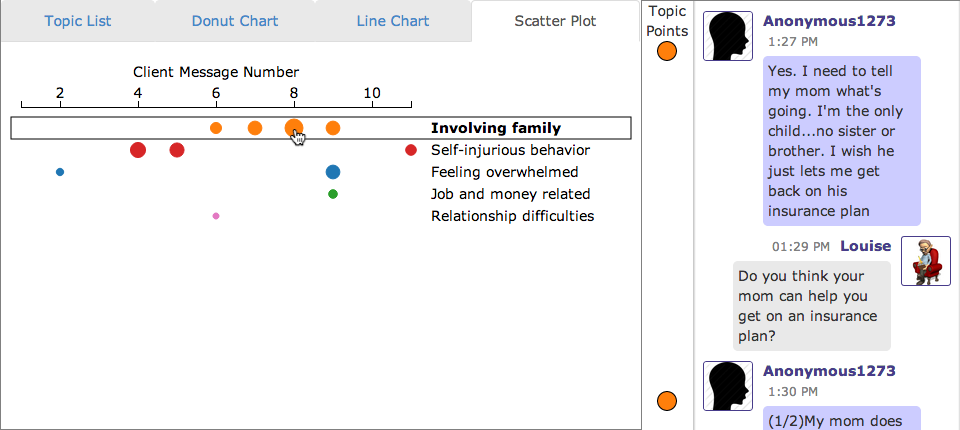 Topic List
Donut Chart
Line Chart
Scatter Plot
Client Message Number
2 4 6 8 10
Involving family
Self-injurious behavior
Feeling overwhelmed
Job and money related
Relationship difficulties
Topic
Points
Anonymous1273
1:27 PM
Yes. I need to tell
my mom what's
going. I'm the only
child...no sister or
brother. I wish he
just lets me get
back on his
insurance plan
01:29 PM Louise
Do you think your
mom can help you
get on an insurance
plan?
Anonymous1273
1:30 PM
(1/2)My mom does